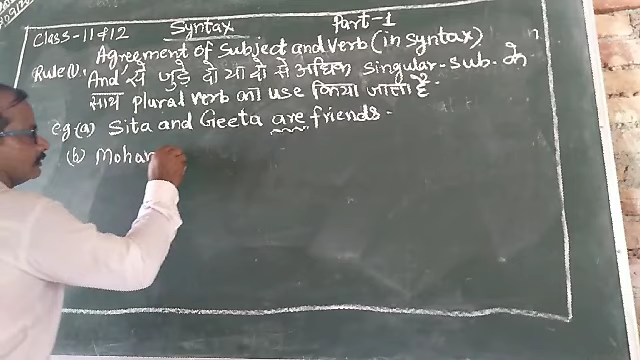 Class-11 & 12 Syntax Part-1
Agreement of Subject and Verb (in syntax)
Rule(1). 'And' से जुड़े दो या दो से अधिक singular-sub. के
साथ plural verb का use किया जाता है.
eg (a) Sita and Geeta are friends.
(b) Mohan